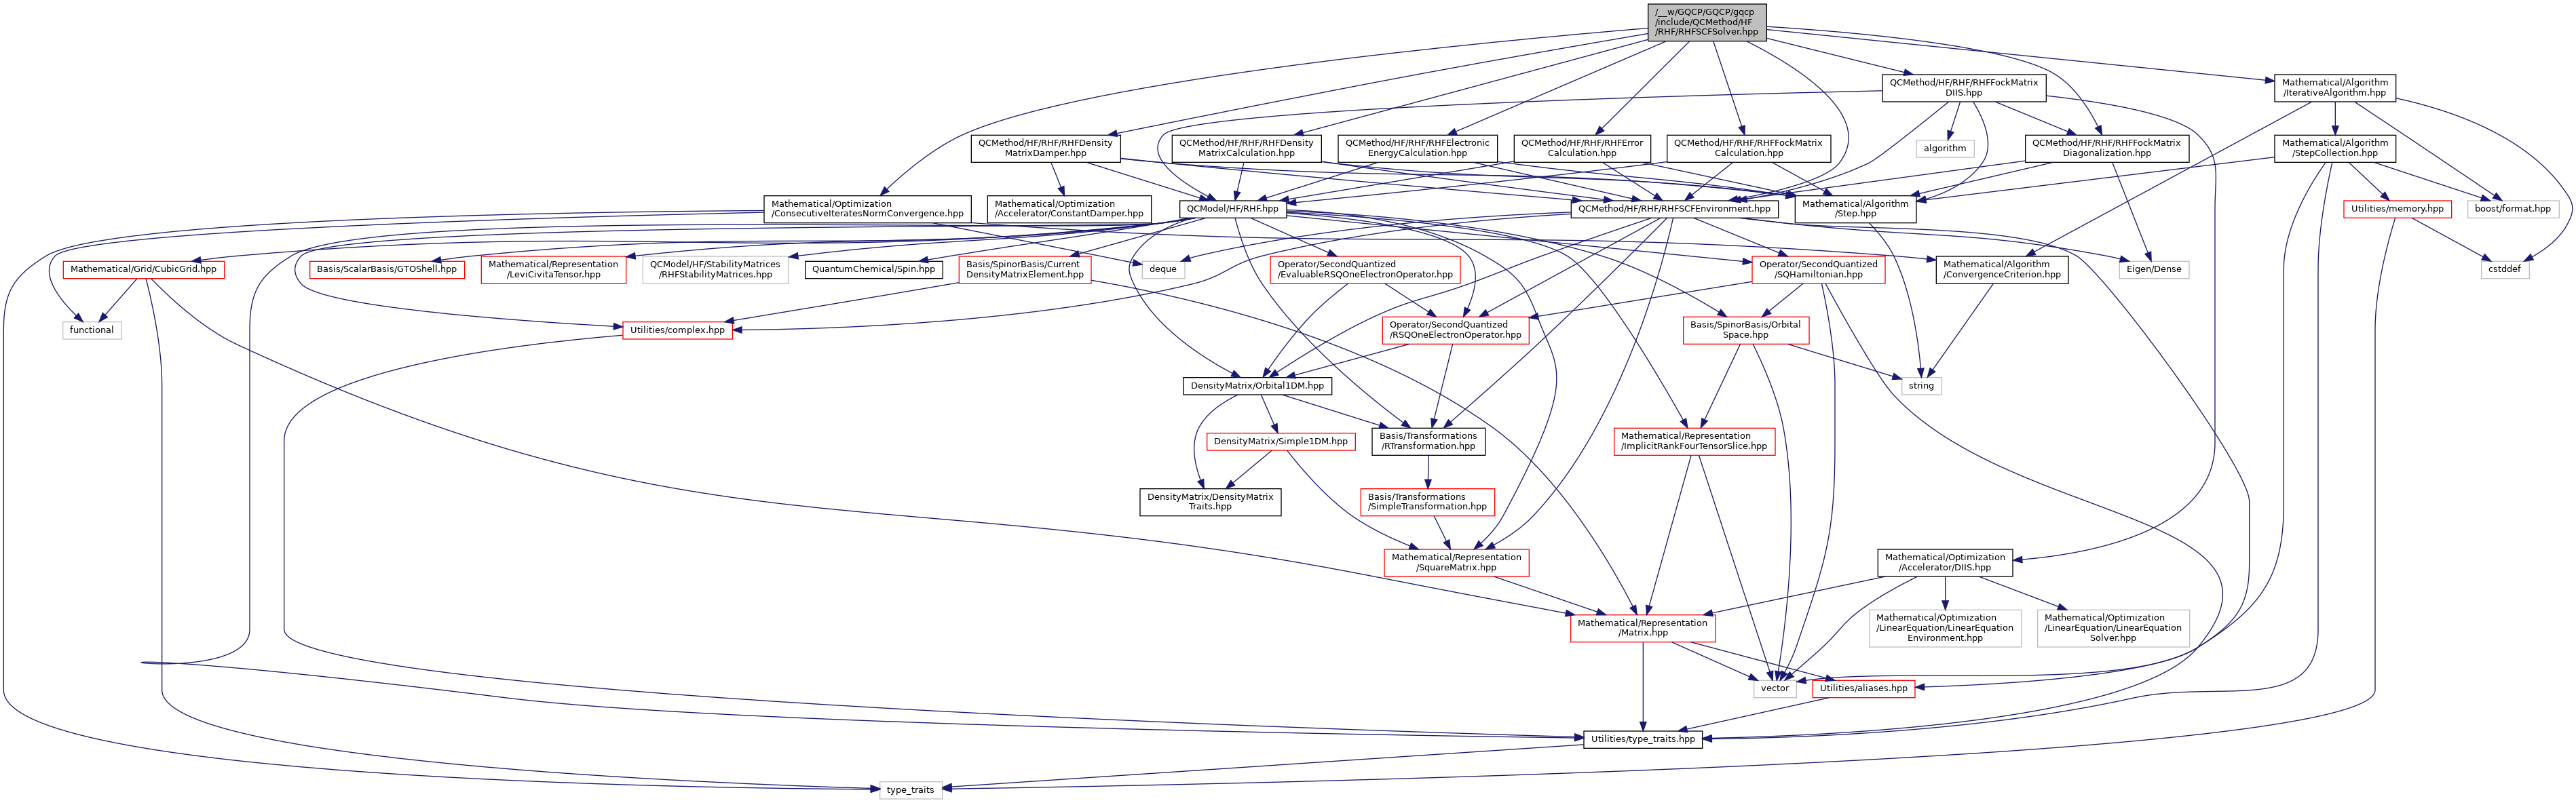 /__w/GQCP/GQCP/gqcp
/include/QCMethod/HF
/RHF/RHFSCFSolver.hpp
QCMethod/HF/RHF/RHFFockMatrix
DIIS.hpp
Mathematical/Algorithm
/IterativeAlgorithm.hpp
QCMethod/HF/RHF/RHFDensity
MatrixDamper.hpp
QCMethod/HF/RHF/RHFDensity
MatrixCalculation.hpp
QCMethod/HF/RHF/RHFElectronic
EnergyCalculation.hpp
QCMethod/HF/RHF/RHFError
Calculation.hpp
QCMethod/HF/RHF/RHFFockMatrix
Calculation.hpp
algorithm
QCMethod/HF/RHF/RHFFockMatrix
Diagonalization.hpp
Mathematical/Algorithm
/StepCollection.hpp
Mathematical/Optimization
/ConsecutiveIteratesNormConvergence.hpp
Mathematical/Optimization
/Accelerator/ConstantDamper.hpp
QCModel/HF/RHF.hpp
QCMethod/HF/RHF/RHFSCFEnvironment.hpp
Mathematical/Algorithm
/Step.hpp
Utilities/memory.hpp
boost/format.hpp
Mathematical/Grid/CubicGrid.hpp
Basis/ScalarBasis/GTOShell.hpp
Mathematical/Representation
/LeviCivitaTensor.hpp
QCModel/HF/StabilityMatrices
/RHFStabilityMatrices.hpp
QuantumChemical/Spin.hpp
Basis/SpinorBasis/Current
DensityMatrixElement.hpp
deque
Operator/SecondQuantized
/EvaluableRSQOneElectronOperator.hpp
Operator/SecondQuantized
/SQHamiltonian.hpp
Mathematical/Algorithm
/ConvergenceCriterion.hpp
Eigen/Dense
cstddef
functional
Utilities/complex.hpp
Operator/SecondQuantized
/RSQOneElectronOperator.hpp
Basis/SpinorBasis/Orbital
Space.hpp
DensityMatrix/Orbital1DM.hpp
string
DensityMatrix/Simple1DM.hpp
Basis/Transformations
/RTransformation.hpp
Mathematical/Representation
/ImplicitRankFourTensorSlice.hpp
DensityMatrix/DensityMatrix
Traits.hpp
Basis/Transformations
/SimpleTransformation.hpp
Mathematical/Representation
/SquareMatrix.hpp
Mathematical/Optimization
/Accelerator/DIIS.hpp
Mathematical/Representation
/Matrix.hpp
Mathematical/Optimization
/LinearEquation/LinearEquation
Environment.hpp
Mathematical/Optimization
/LinearEquation/LinearEquation
Solver.hpp
vector
Utilities/aliases.hpp
Utilities/type_traits.hpp
type_traits